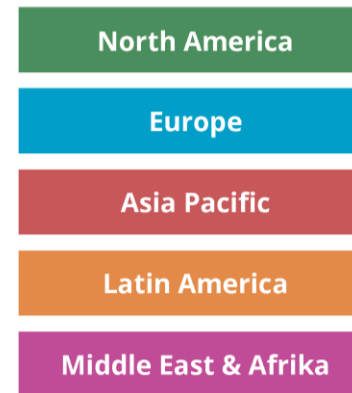 North America
Europe
Asia Pacific
Latin America
Middle East & Afrika